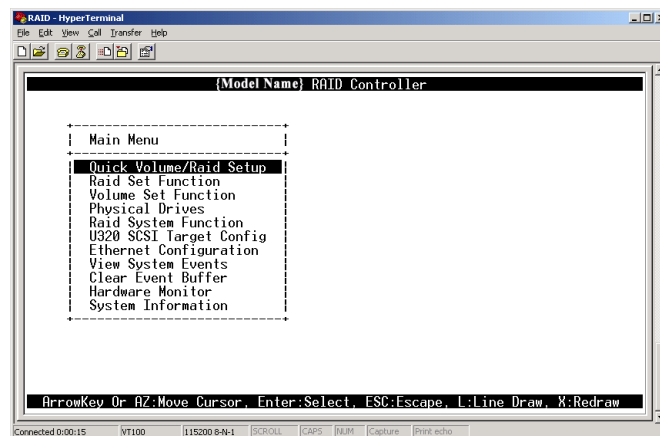 RAID - HyperTerminal
File Edit View Call Transfer Help
{Model Name} RAID Controller
Main Menu
Quick Volume/Raid Setup
Raid Set Function
Volume Set Function
Physical Drives
Raid System Function
U320 SCSI Target Config
Ethernet Configuration
View System Events
Clear Event Buffer
Hardware Monitor
System Information
ArrowKey Or AZ:Move Cursor, Enter:Select, ESC:Escape, L:Line Draw, X:Redraw
Connected 0:00:15 VT100 115200 8-N-1 SCROLL CAPS NUM Capture Print echo